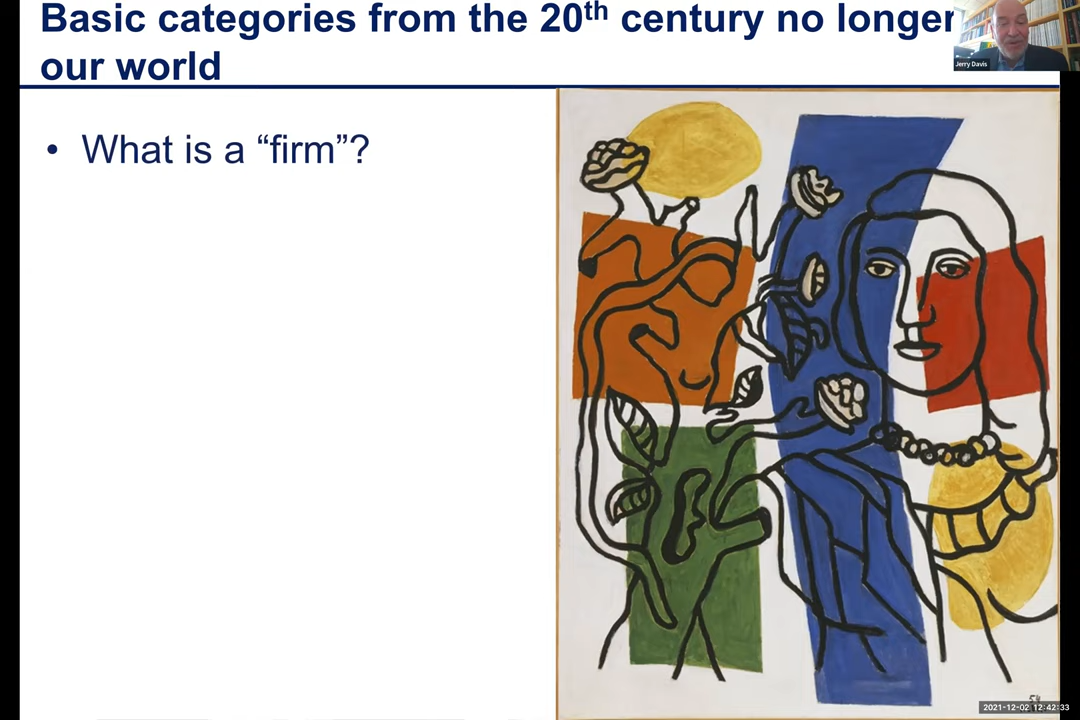 Basic categories from the 20th century no longer
our world
Jerry Davis
• What is a “firm”?
2021-12-02 12:42:33